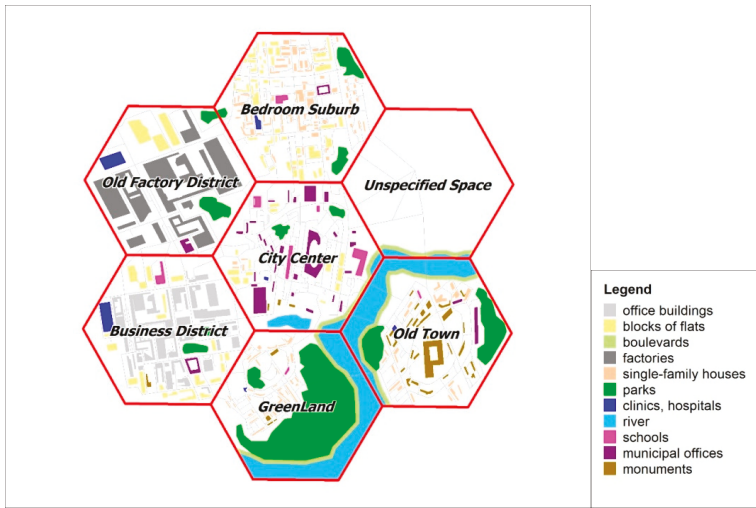 Bedroom Suburb
Old Factory District
Unspecified Space
City Center
Business District
Old Town
GreenLand
Legend
office buildings
blocks of flats
boulevards
factories
single-family houses
parks
clinics, hospitals
river
schools
municipal offices
monuments